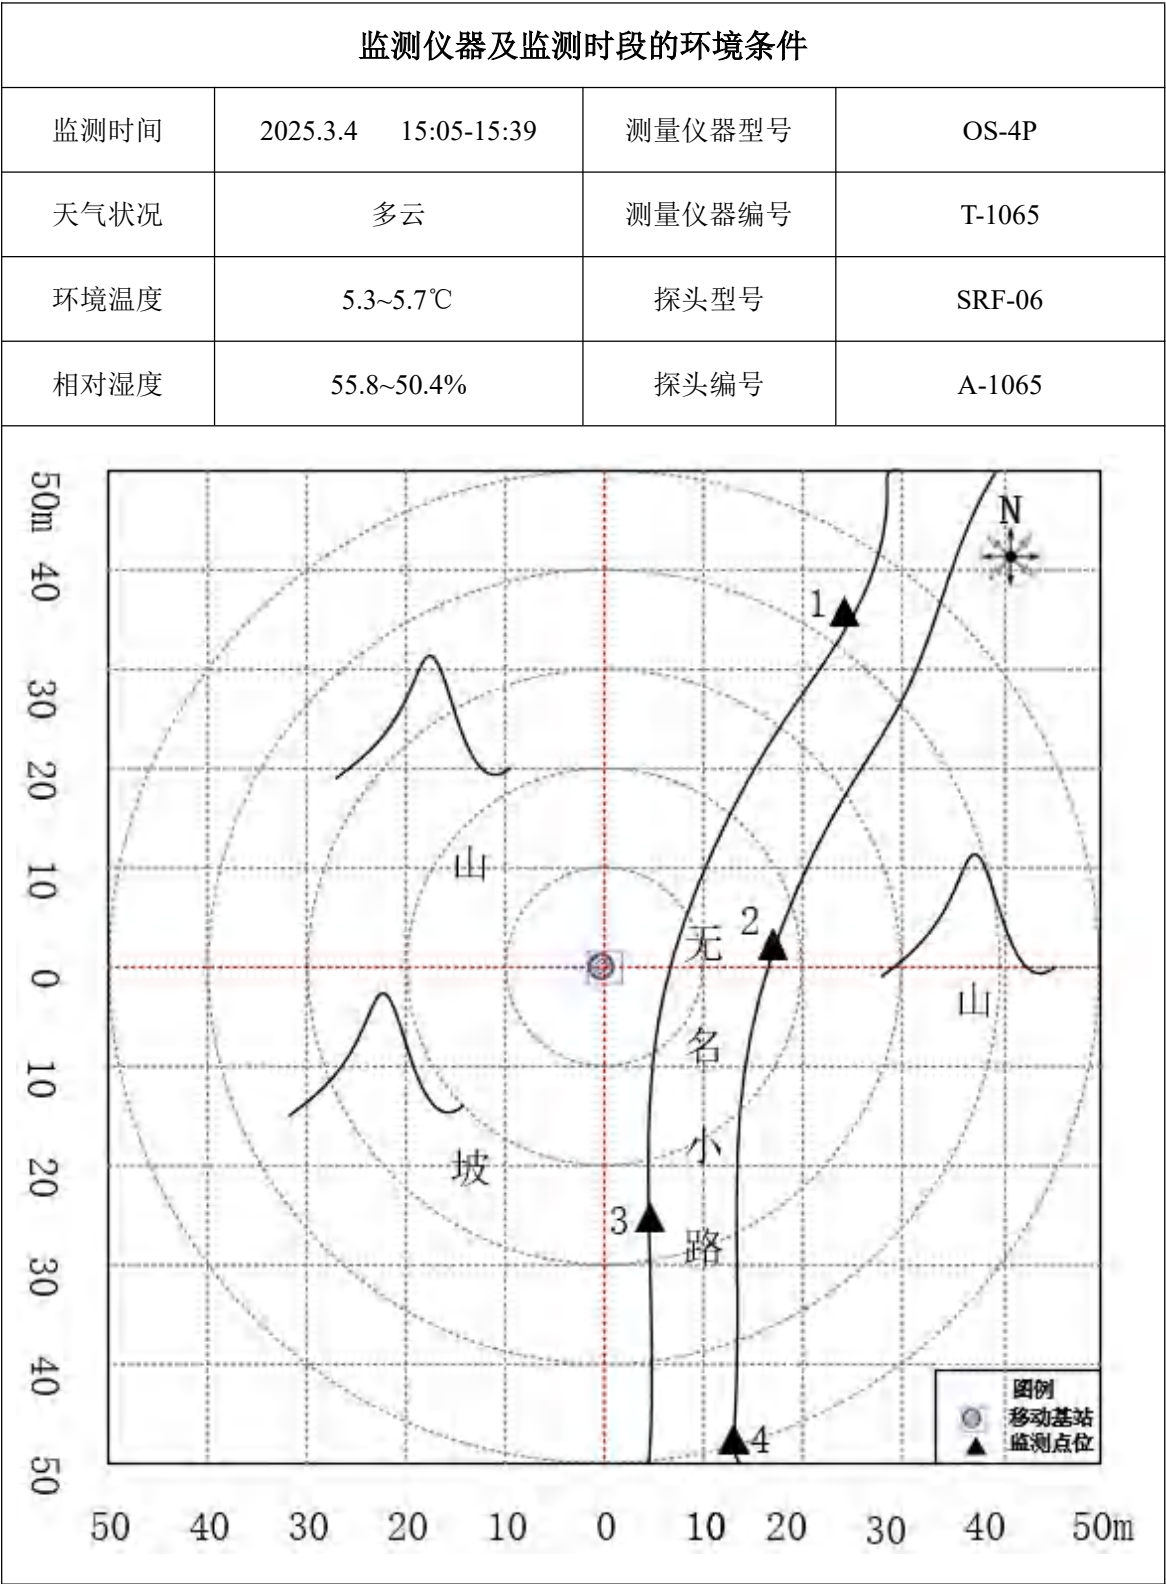 监测仪器及监测时段的环境条件
监测时间 2025.3.4 15:05-15:39 测量仪器型号 OS-4P
天气状况 多云 测量仪器编号 T-1065
环境温度 5.3~5.7℃ 探头型号 SRF-06
相对湿度 55.8~50.4% 探头编号 A-1065
50m
40
30
20
10
0
10
20
30
40
50
N
1
山
2
无
名
小
路
山
坡
3
4
图例
移动基站
监测点位
50 40 30 20 10 0 10 20 30 40 50m